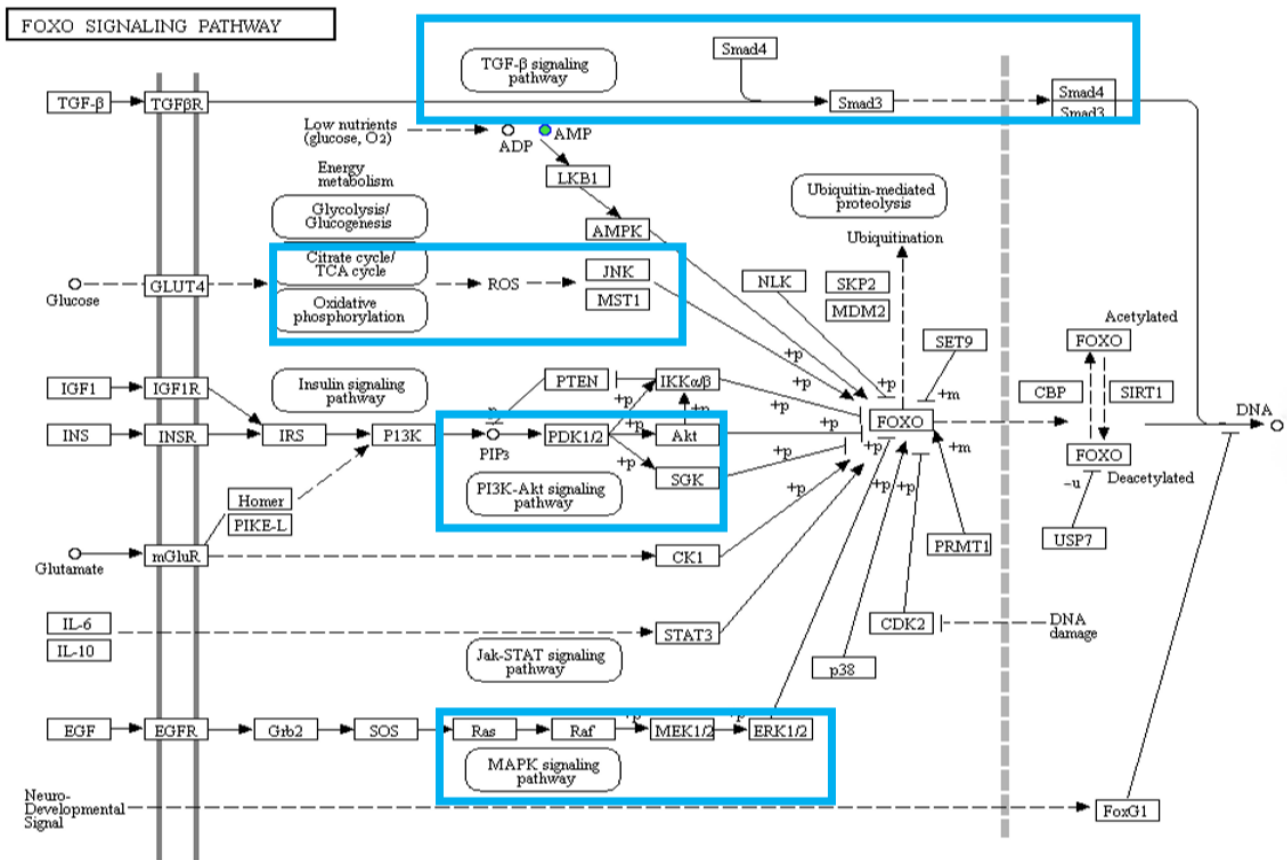 FOXO SIGNALING PATHWAY
Smad4
TGF-β signaling
pathway
Smad4
Smad3
TGF-β
TGFβR
Smad3
Low nutrients
(glucose, O2)
ADP
AMP
LKB1
Energy
metabolism
Glycolysis/
Glucogenesis
AMPK
Ubiquitin-mediated
proteolysis
Ubiquitination
Citrate cycle/
TCA cycle
Glucose
GLUT4
ROS
JNK
MST1
Oxidative
phosphorylation
NLK
SKP2
MDM2
SET9
Acetylated
FOXO
+p
+p
+p
+m
IGF1
IGF1R
Insulin signaling
pathway
PTEN
IKKα/β
CBP
SIRT1
-p
+p
+p
+p
INS
INSR
IRS
P13K
PIP3
PDK1/2
Akt
+p
FOXO
DNA
+p
SGK
+p
+p
+m
FOXO
Deacetylated
-u
PI3K-Akt signaling
pathway
+p
+p
+p
+p
Homer
PIKE-L
USP7
Glutamate
mGluR
CK1
PRMT1
IL-6
IL-10
STAT3
CDK2
DNA
damage
Jak-STAT signaling
pathway
p38
EGF
EGFR
Grb2
SOS
Ras
Raf
+p
MEK1/2
+p
ERK1/2
MAPK signaling
pathway
Neuro-
Developmental
Signal
FoxG1